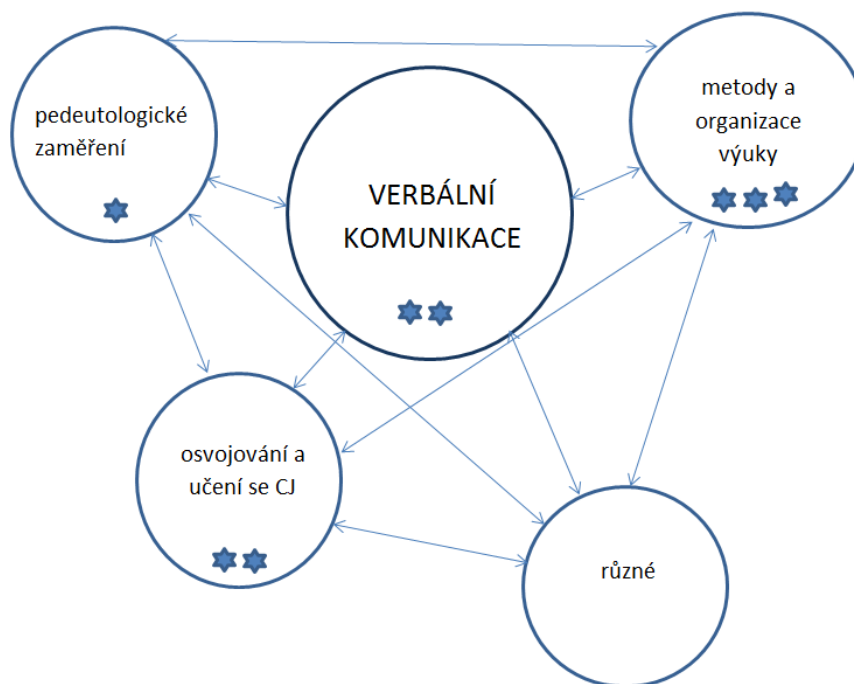 pedeutologické
zaměření
metody a
organizace
výuky
VERBÁLNÍ
KOMUNIKACE
osvojování a
učení se CJ
různé